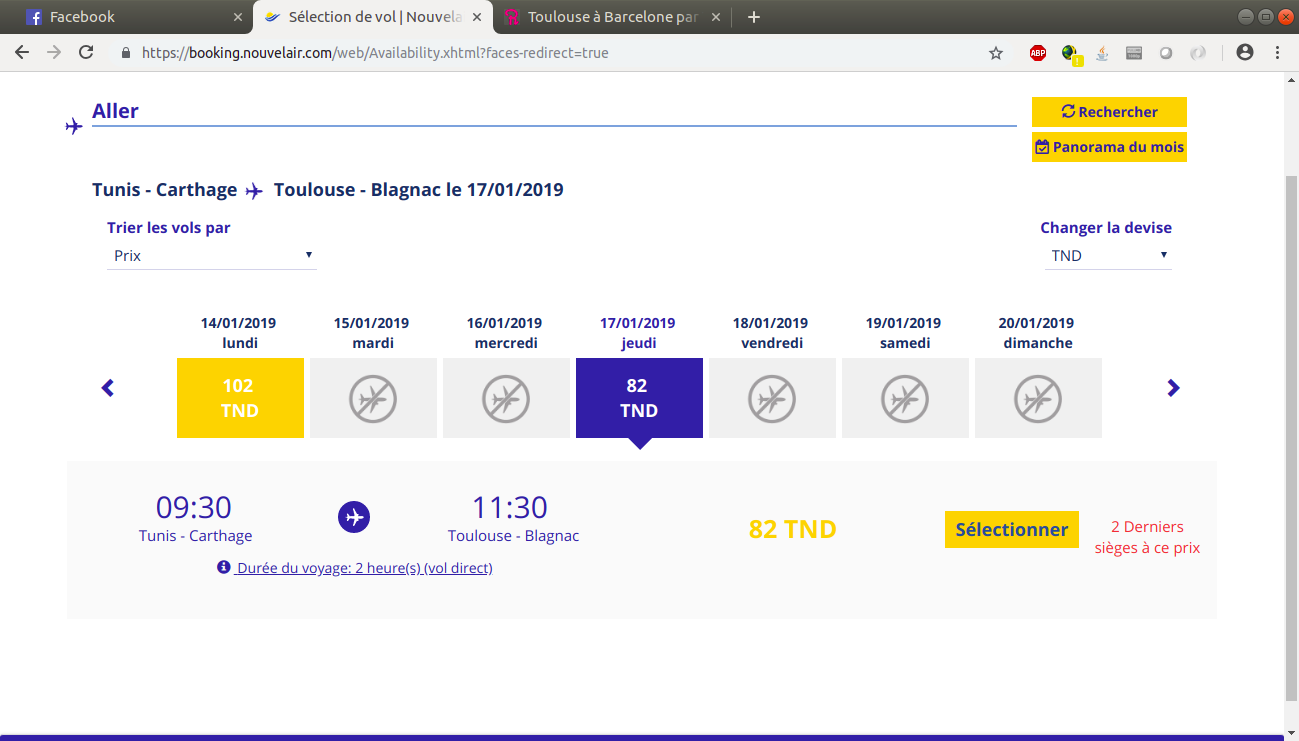 Facebook
Sélection de vol | Nouvela
Toulouse à Barcelone par
https://booking.nouvelair.com/web/Availability.xhtml?faces-redirect=true
ABP
Aller
Rechercher
Panorama du mois
Tunis - Carthage Toulouse - Blagnac le 17/01/2019
Trier les vols par
Changer la devise
Prix
TND
14/01/2019 15/01/2019 16/01/2019 17/01/2019 18/01/2019 19/01/2019 20/01/2019
lundi mardi mercredi jeudi vendredi samedi dimanche
102 82
TND TND
09:30 11:30
Tunis - Carthage Toulouse - Blagnac
Durée du voyage: 2 heure(s) (vol direct)
82 TND
Sélectionner
2 Derniers
sièges à ce prix